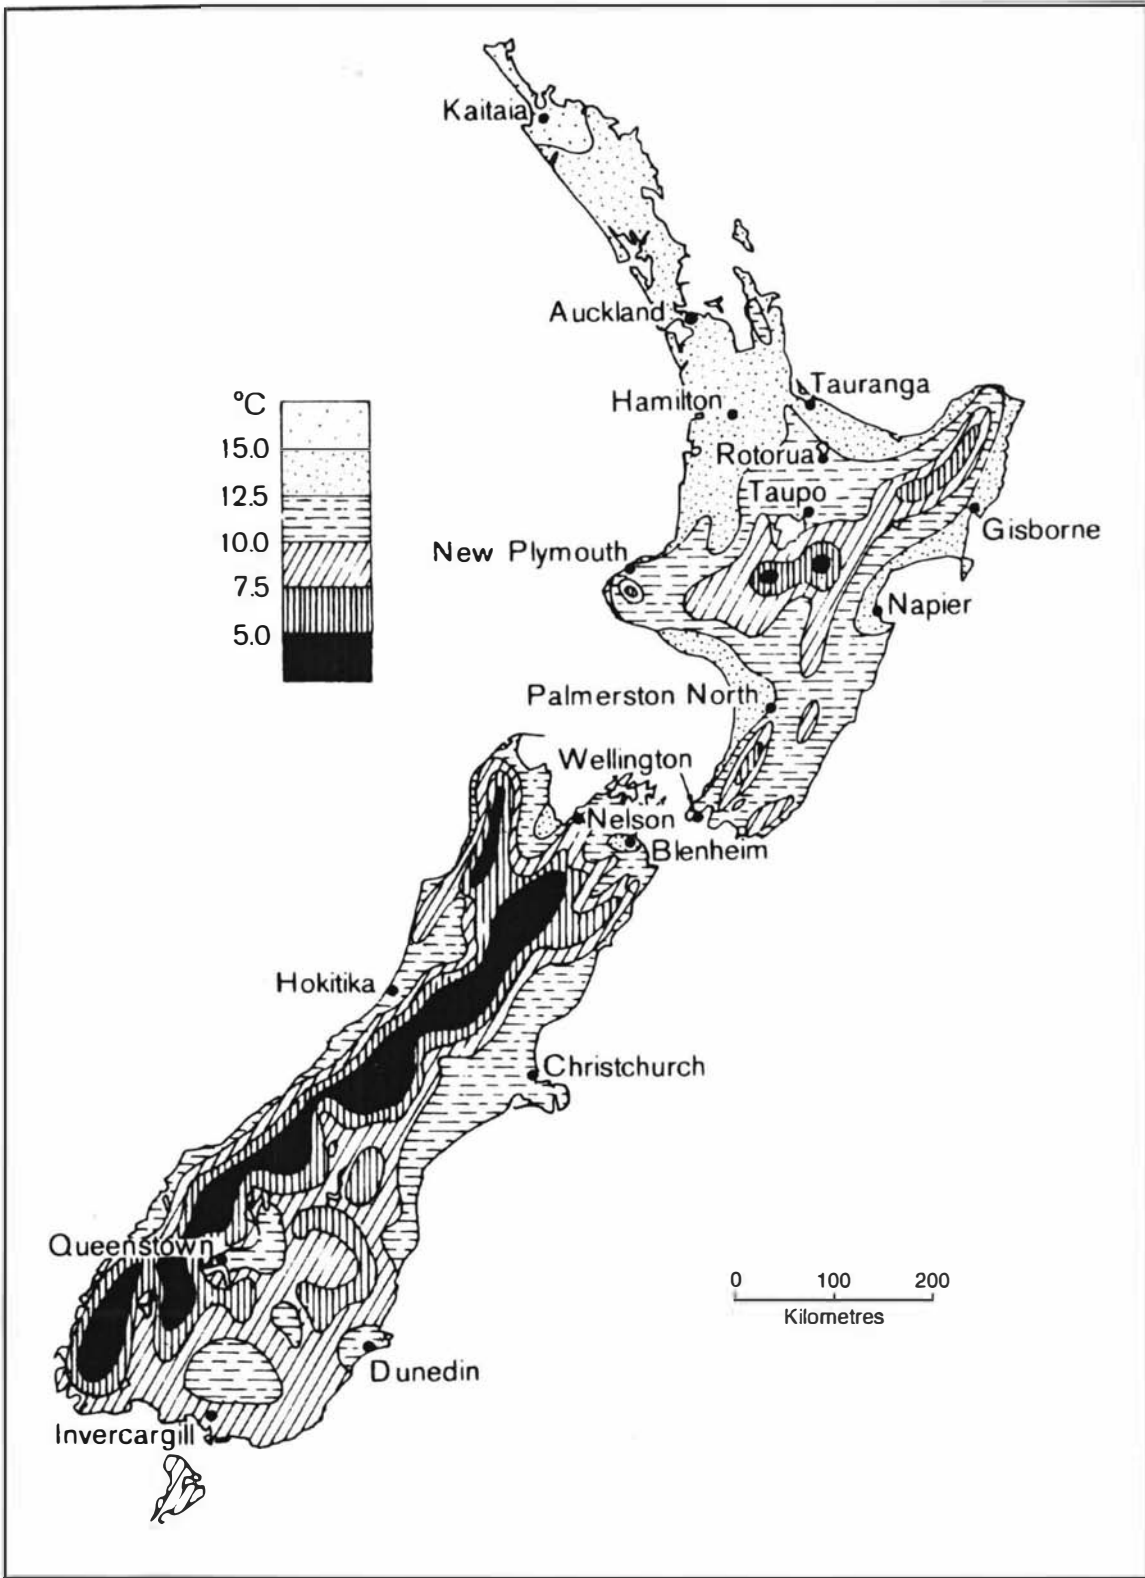 Kaitaia
Auckland
Tauranga
Hamilton
Rotorua
Taupo
Gisborne
New Plymouth
Napier
°C
15.0
12.5
10.0
7.5
5.0
Palmerston North
Wellington
Nelson
Blenheim
Hokitika
Christchurch
Queenstown
0 100 200
Kilometres
Dunedin
Invercargill